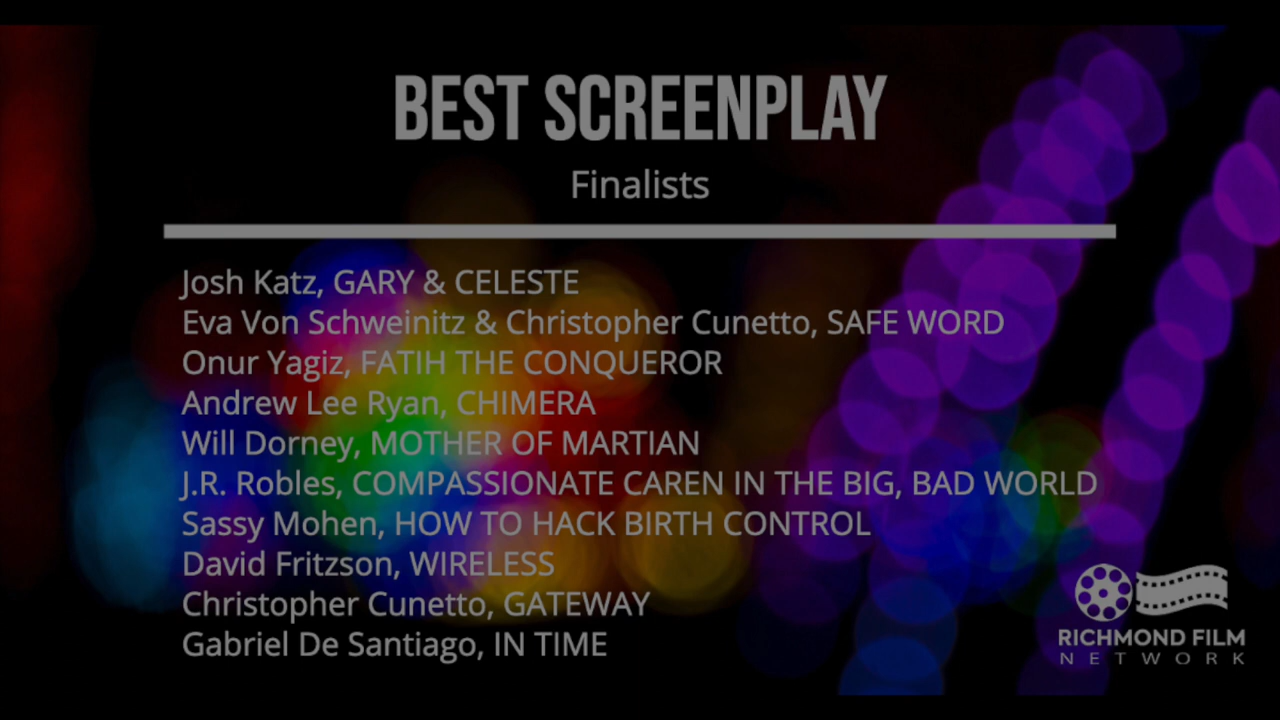 BEST SCREENPLAY
Finalists
Josh Katz, GARY & CELESTE
Eva Von Schweinitz & Christopher Cunetto, SAFE WORD
Onur Yagiz, FATIH THE CONQUEROR
Andrew Lee Ryan, CHIMERA
Will Dorney, MOTHER OF MARTIAN
J.R. Robles, COMPASSIONATE CAREN IN THE BIG, BAD WORLD
Sassy Mohen, HOW TO HACK BIRTH CONTROL
David Fritzson, WIRELESS
Christopher Cunetto, GATEWAY
Gabriel De Santiago, IN TIME
RICHMOND FILM
NETWORK